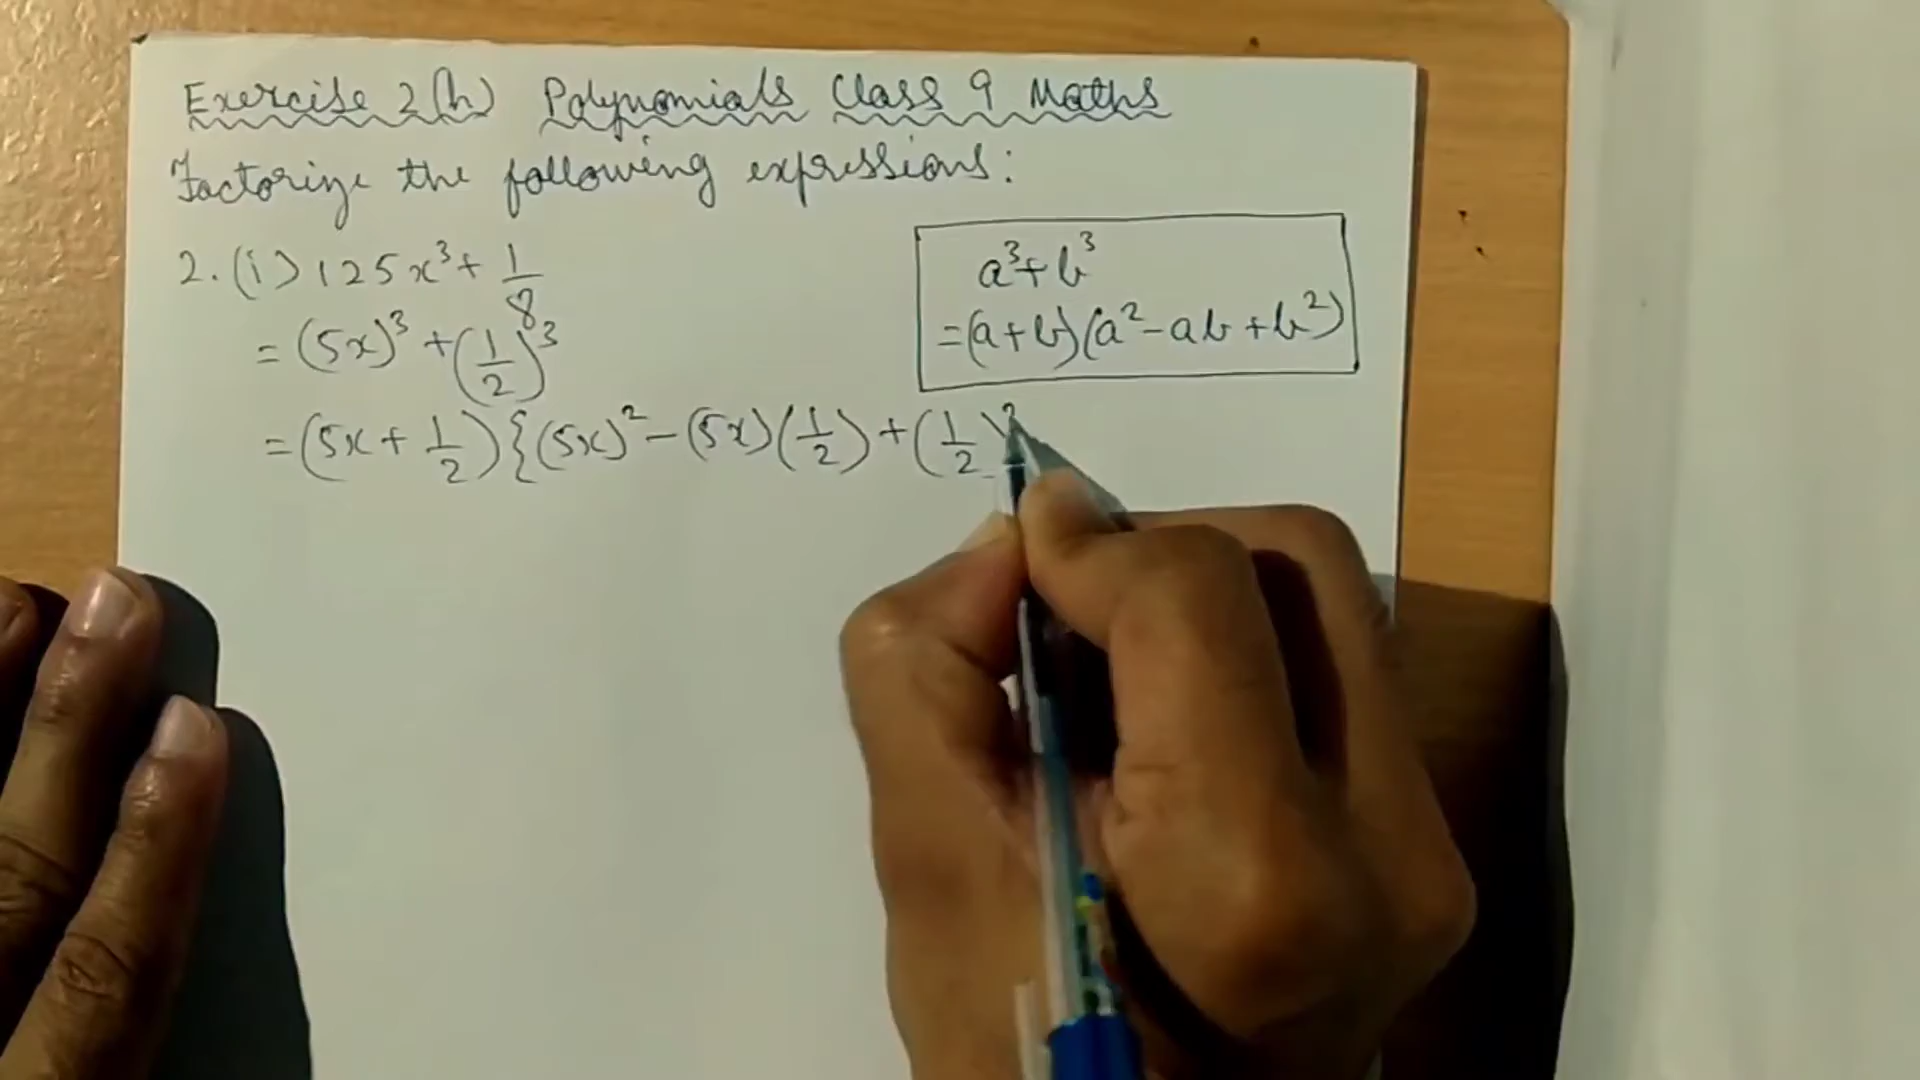 Exercise 2(h) Polynomials Class 9 Maths
Factorize the following expressions:
2. (i) 125x³ + 1/8
= (5x)³ + (1/2)³
= (5x + 1/2) {(5x)² - (5x)(1/2) + (1/2)²
a³ + b³
= (a+b)(a² - ab + b²)